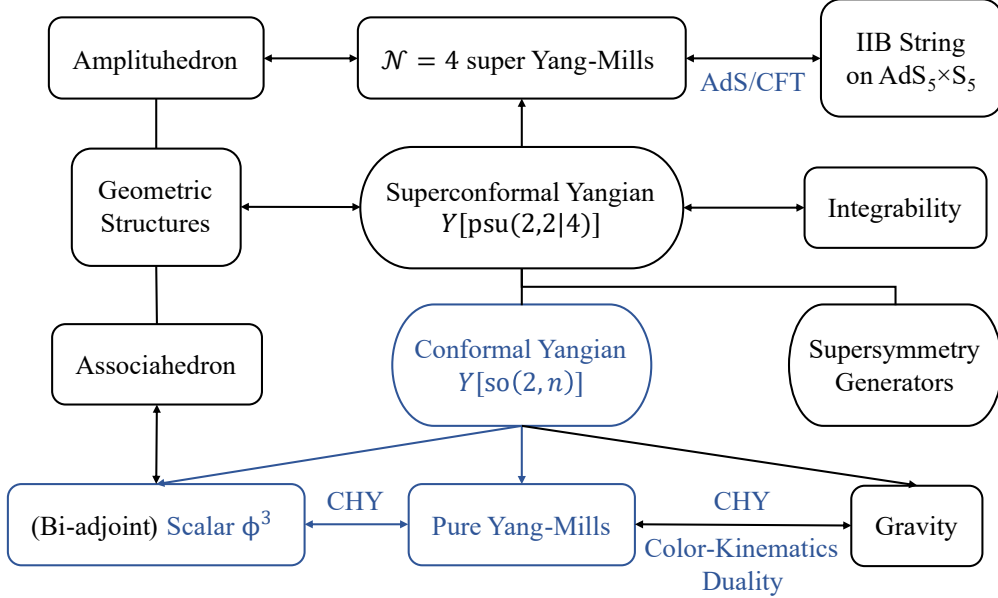 Amplituhedron
𝒩 = 4 super Yang-Mills
IIB String
on AdS₅×S₅
AdS/CFT
Geometric
Structures
Superconformal Yangian
Y[psu(2,2|4)]
Integrability
Associahedron
Conformal Yangian
Y[so(2, n)]
Supersymmetry
Generators
(Bi-adjoint) Scalar ϕ³
CHY
Pure Yang-Mills
CHY
Color-Kinematics
Duality
Gravity